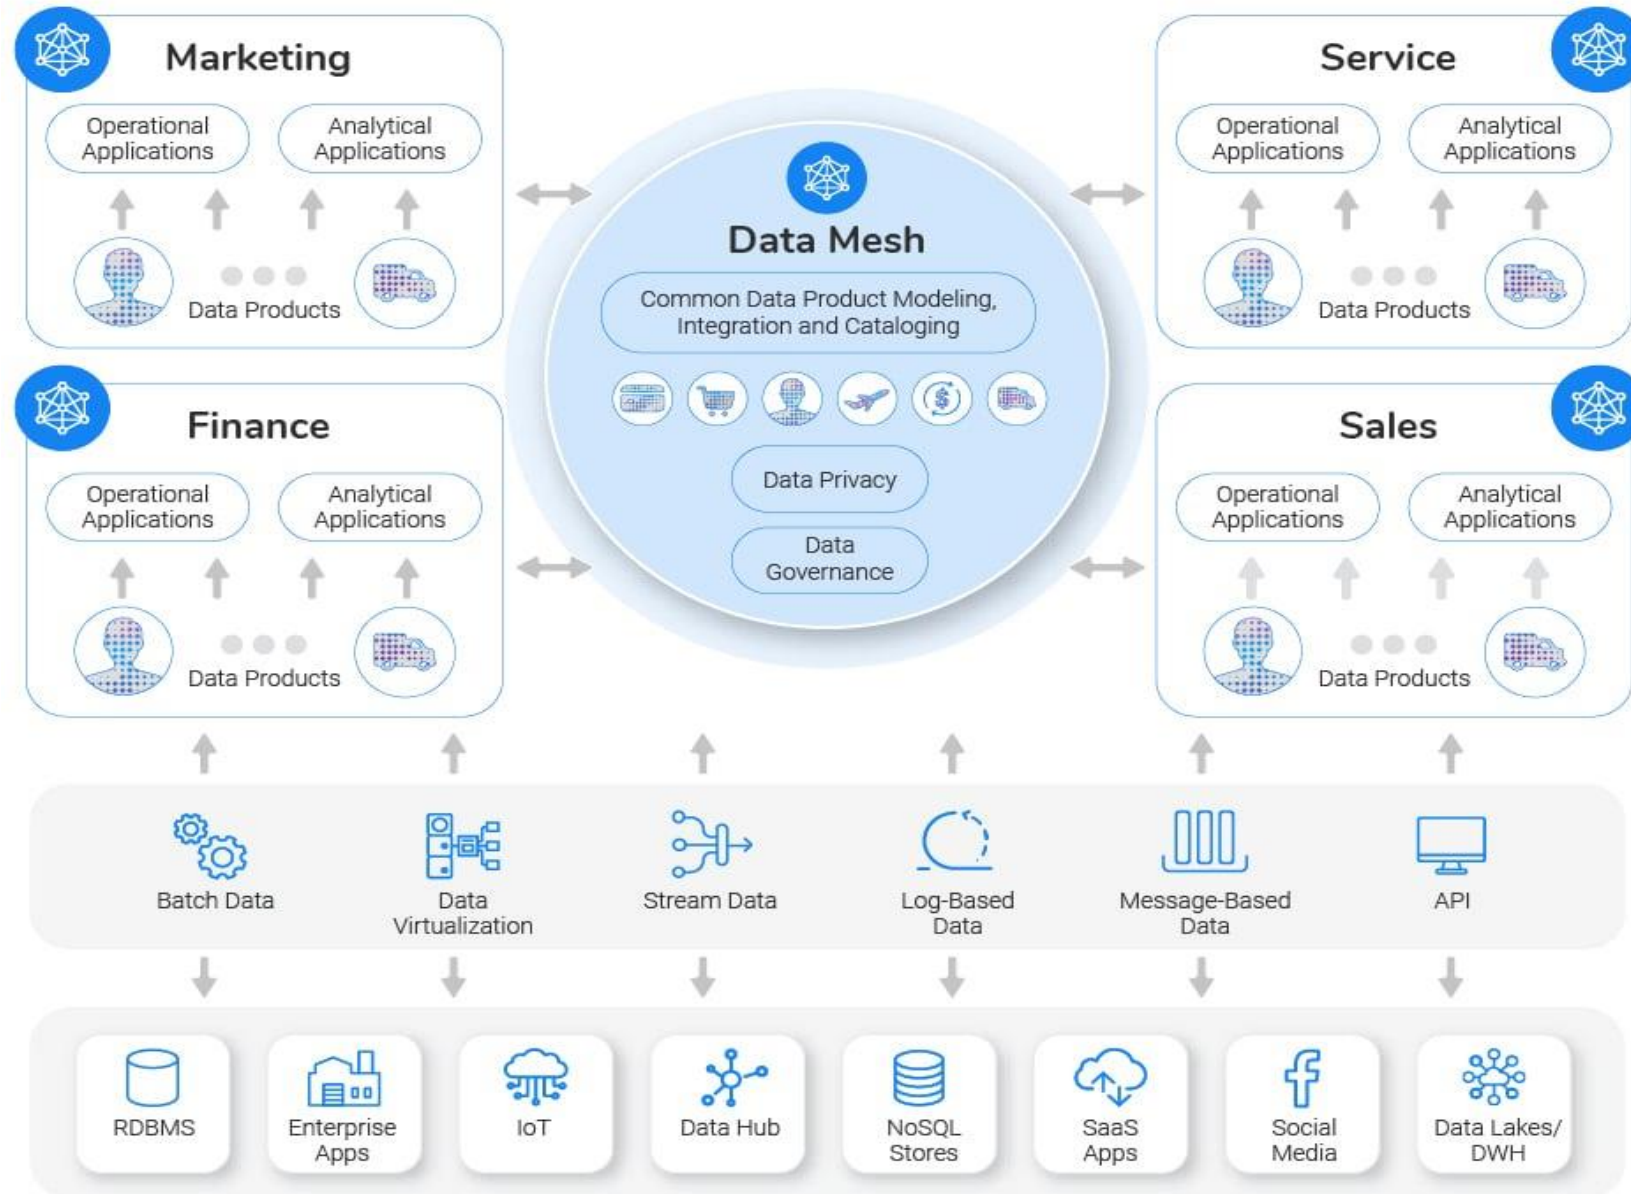 Marketing
Operational
Applications
Analytical
Applications
Data Products
Service
Operational
Applications
Analytical
Applications
Data Products
Data Mesh
Common Data Product Modeling,
Integration and Cataloging
Data Privacy
Data
Governance
Finance
Operational
Applications
Analytical
Applications
Data Products
Sales
Operational
Applications
Analytical
Applications
Data Products
Batch Data
Data
Virtualization
Stream Data
Log-Based
Data
Message-Based
Data
API
RDBMS
Enterprise
Apps
IoT
Data Hub
NoSQL
Stores
SaaS
Apps
Social
Media
Data Lakes/
DWH